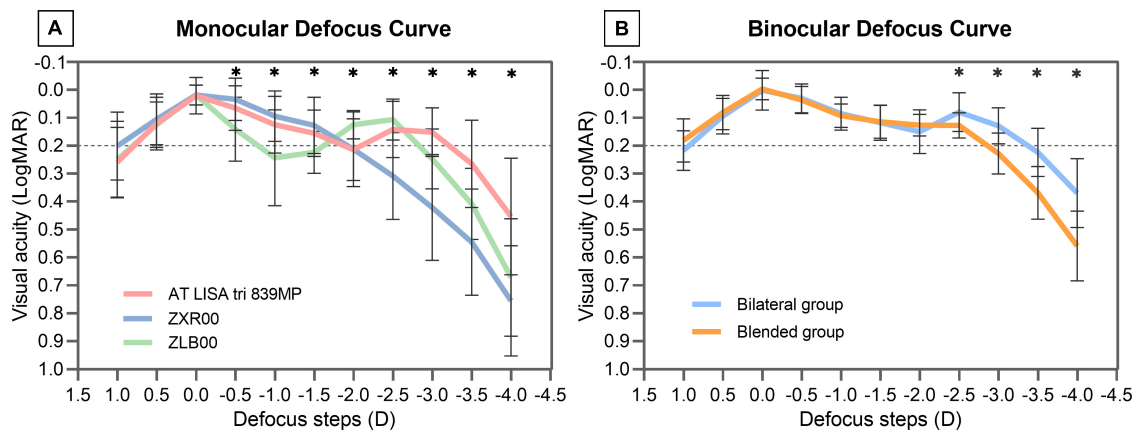 A
Monocular Defocus Curve
Visual acuity (LogMAR)
-0.1
0.0
0.1
0.2
0.3
0.4
0.5
0.6
0.7
0.8
0.9
1.0
* * * * * * * *
AT LISA tri 839MP
ZXR00
ZLB00
1.5 1.0 0.5 0.0 -0.5 -1.0 -1.5 -2.0 -2.5 -3.0 -3.5 -4.0 -4.5
Defocus steps (D)
B
Binocular Defocus Curve
Visual acuity (LogMAR)
-0.1
0.0
0.1
0.2
0.3
0.4
0.5
0.6
0.7
0.8
0.9
1.0
* * * *
Bilateral group
Blended group
1.5 1.0 0.5 0.0 -0.5 -1.0 -1.5 -2.0 -2.5 -3.0 -3.5 -4.0 -4.5
Defocus steps (D)